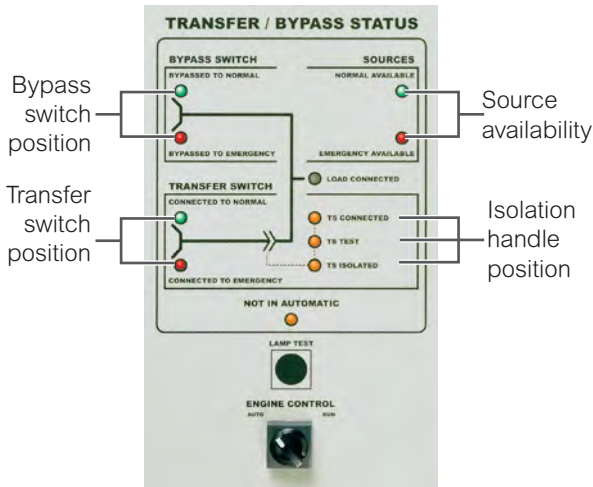 TRANSFER / BYPASS STATUS
BYPASS SWITCH
BYPASSED TO NORMAL
SOURCES
NORMAL AVAILABLE
Bypass
switch
position
Source
availability
BYPASSED TO EMERGENCY
EMERGENCY AVAILABLE
LOAD CONNECTED
Transfer
switch
position
TRANSFER SWITCH
CONNECTED TO NORMAL
TS CONNECTED
TS TEST
TS ISOLATED
Isolation
handle
position
CONNECTED TO EMERGENCY
NOT IN AUTOMATIC
LAMP TEST
ENGINE CONTROL
AUTO RUN